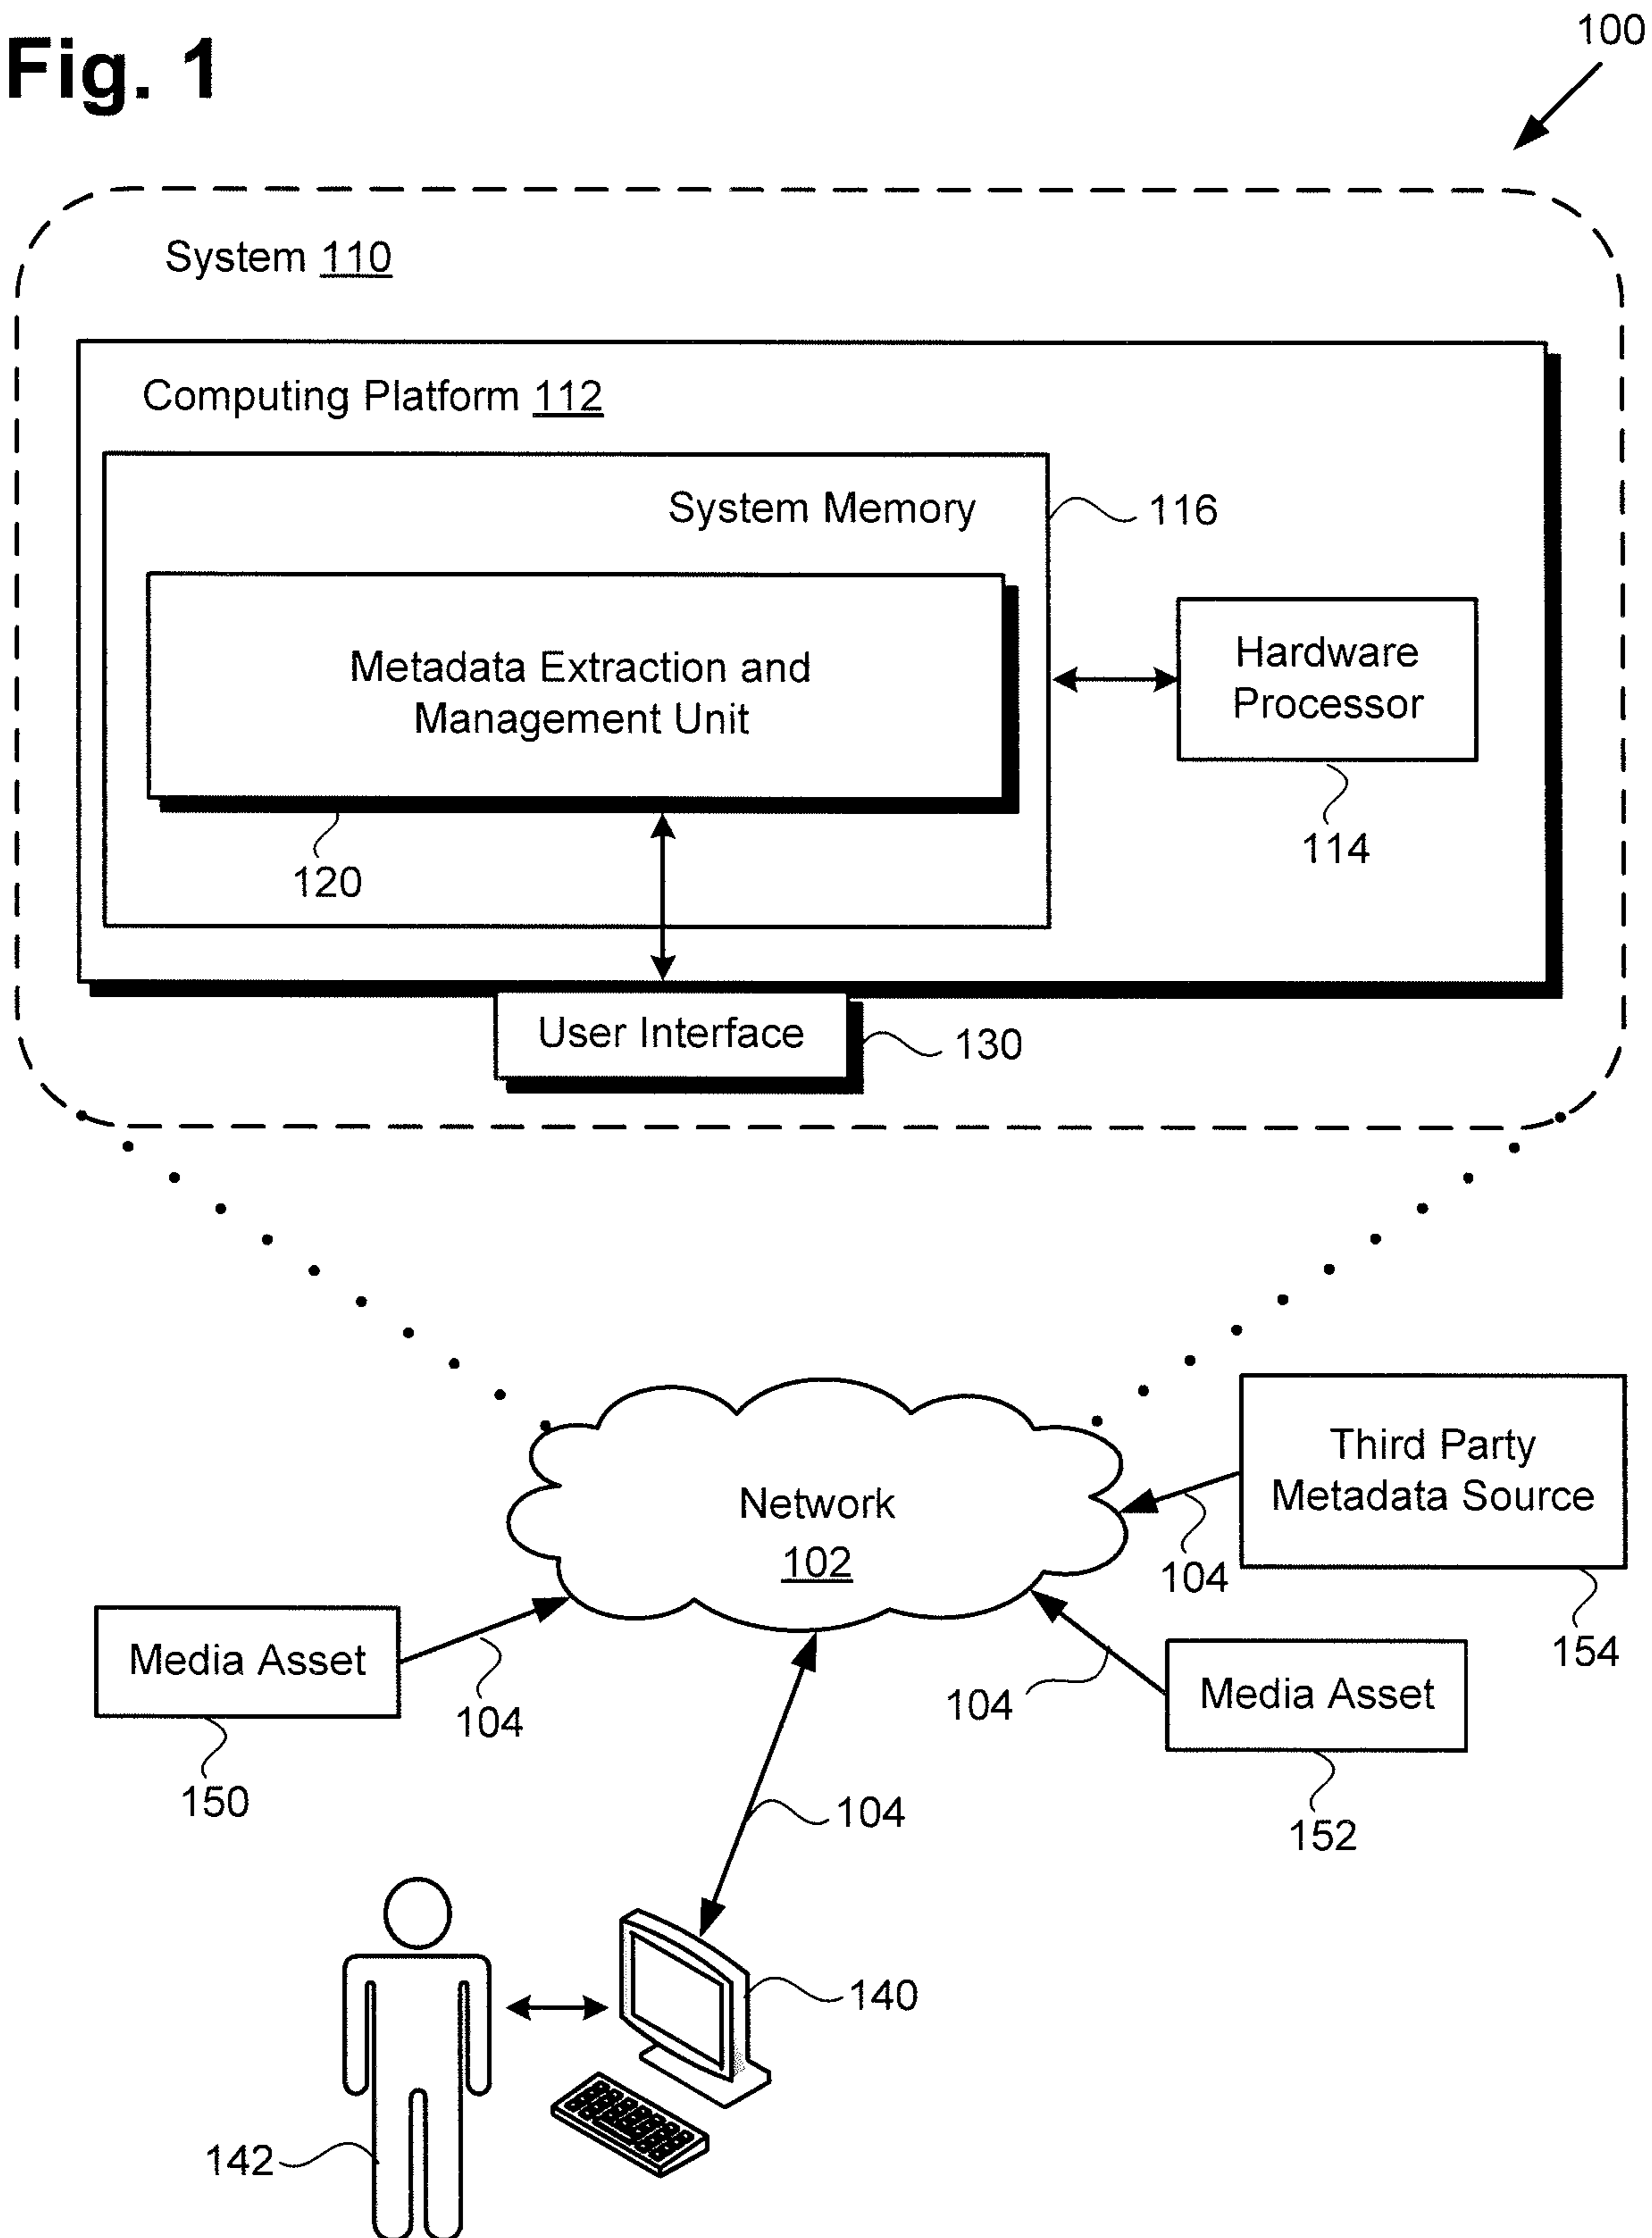 Fig. 1
100
System 110
Computing Platform 112
System Memory
116
Metadata Extraction and
Management Unit
Hardware
Processor
114
120
User Interface
130
Third Party
Metadata Source
Network
102
104
154
Media Asset
104
Media Asset
104
150
152
104
140
142